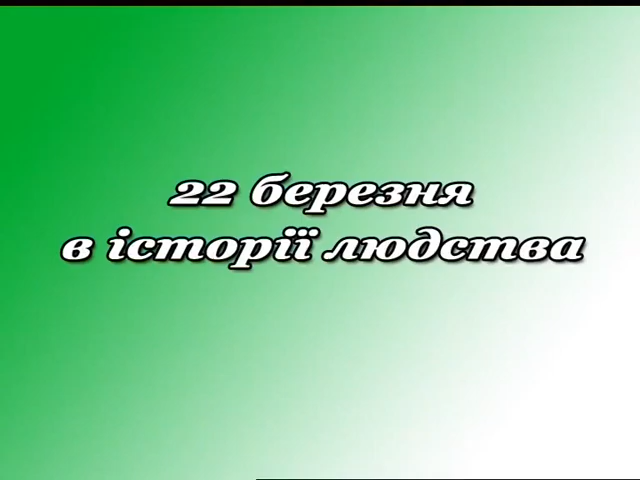 22 березня
в історії людства